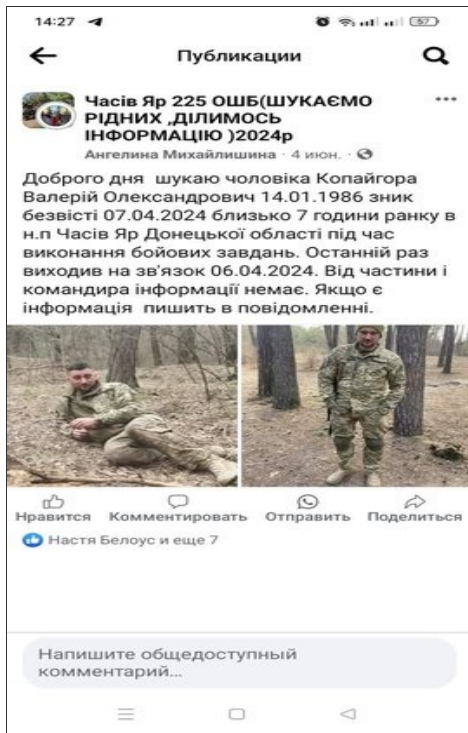 14:27
57
Публикации
Часів Яр 225 ОШБ(ШУКАЄМО
РІДНИХ ,ДІЛИМОСЬ
ІНФОРМАЦІЮ )2024р
Ангелина Михайлишина · 4 июн. ·
Доброго дня шукаю чоловіка Копайгора
Валерій Олександрович 14.01.1986 зник
безвісті 07.04.2024 близько 7 години ранку в
н.п Часів Яр Донецької області під час
виконання бойових завдань. Останній раз
виходив на зв'язок 06.04.2024. Від частини і
командира інформації немає. Якщо є
інформація пишить в повідомленні.
Нравится Комментировать Отправить Поделиться
Настя Белоус и еще 7
Напишите общедоступный
комментарий...